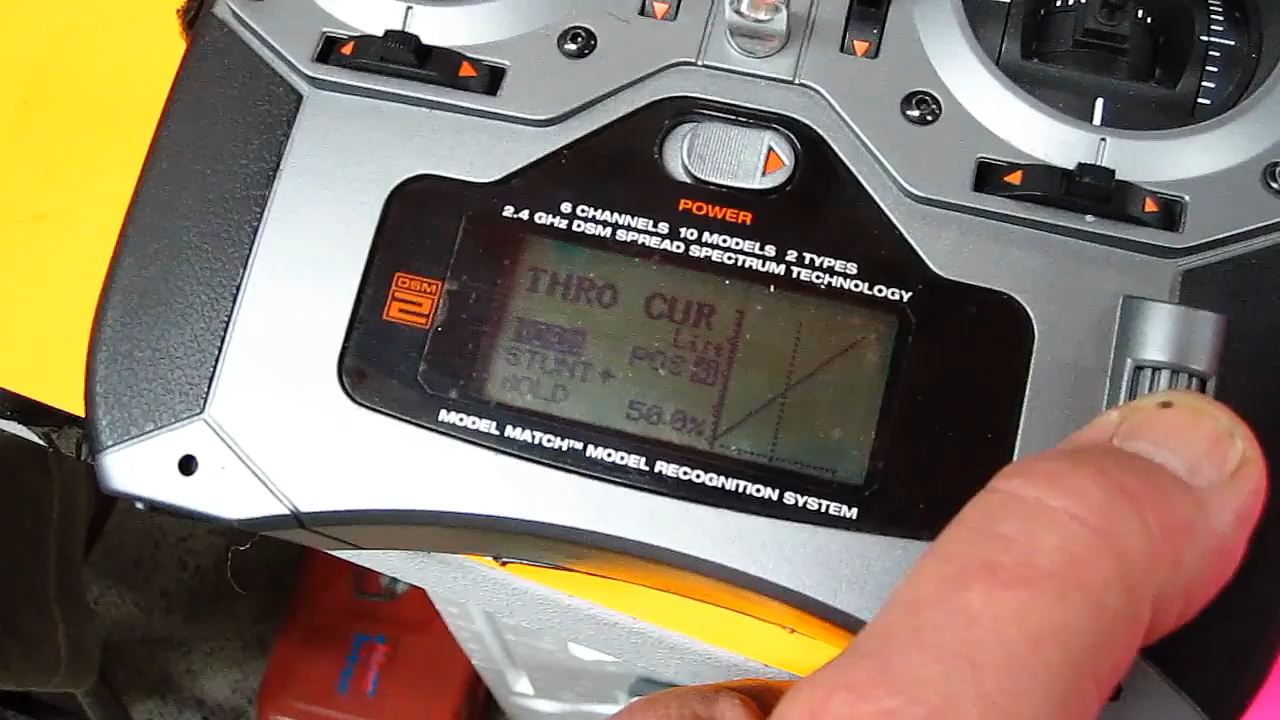 POWER
6 CHANNELS 10 MODELS 2 TYPES
2.4 GHz DSM SPREAD SPECTRUM TECHNOLOGY
DSM
2
THRO CUR
STUNT+ POS
HOLD 50.0%
MODEL MATCH™ MODEL RECOGNITION SYSTEM